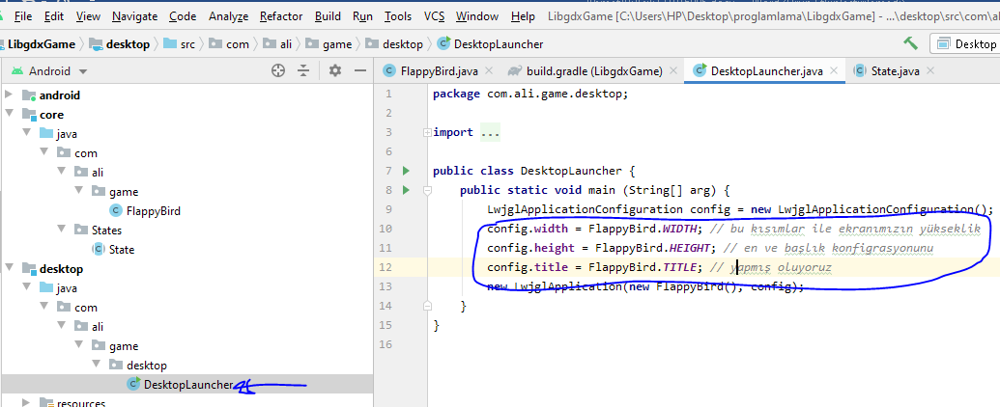 File Edit View Navigate Code Analyze Refactor Build Run Tools VCS Window Help LibgdxGame [C:\Users\HP\Desktop\proglamlama\LibgdxGame] - ...\desktop\src\com\al
LibgdxGame desktop src com ali game desktop DesktopLauncher Desktop
Android FlappyBird.java build.gradle (LibgdxGame) DesktopLauncher.java State.java
android
core
java
com
ali
game
FlappyBird
States
State
desktop
java
com
ali
game
desktop
DesktopLauncher
resources
1 package com.ali.game.desktop;
2
3 import ...
6
7 public class DesktopLauncher {
8 public static void main (String[] arg) {
9 LwjglApplicationConfiguration config = new LwjglApplicationConfiguration();
10 config.width = FlappyBird.WIDTH; // bu kısımlar ile ekranımızın yükseklik
11 config.height = FlappyBird.HEIGHT; // en ve başlık konfigrasyonunu
12 config.title = FlappyBird.TITLE; // yapmış oluyoruz
13 new LwjglApplication(new FlappyBird(), config);
14 }
15 }
16